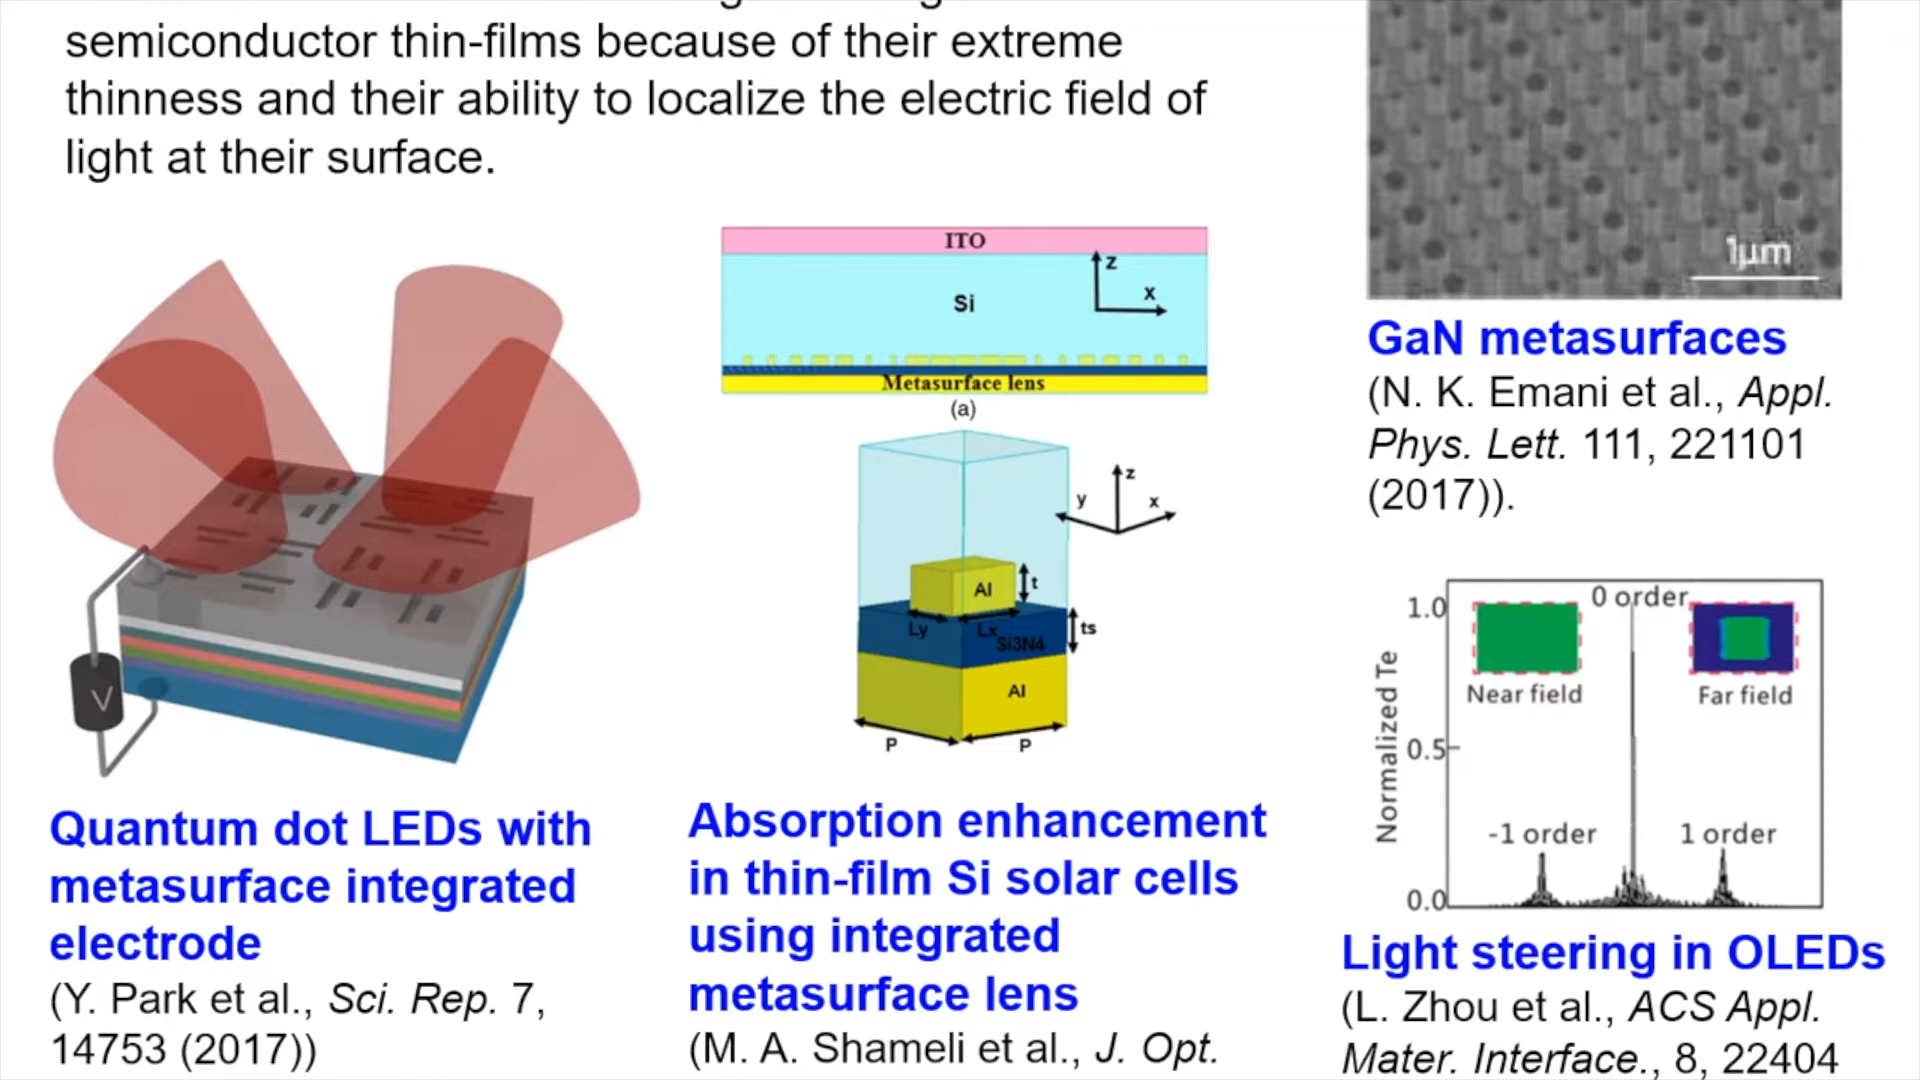 semiconductor thin-films because of their extreme
thinness and their ability to localize the electric field of
light at their surface.
1µm
GaN metasurfaces
(N. K. Emani et al., Appl.
Phys. Lett. 111, 221101
(2017)).
ITO
z
x
Si
Metasurface lens
(a)
z
y
x
Al
t
Ly
Lx
Si3N4
ts
Al
P
P
V
Quantum dot LEDs with
metasurface integrated
electrode
(Y. Park et al., Sci. Rep. 7,
14753 (2017))
Absorption enhancement
in thin-film Si solar cells
using integrated
metasurface lens
(M. A. Shameli et al., J. Opt.
Normalized Te
1.0
0.5
0.0
0 order
Near field
Far field
-1 order
1 order
Light steering in OLEDs
(L. Zhou et al., ACS Appl.
Mater. Interface., 8, 22404